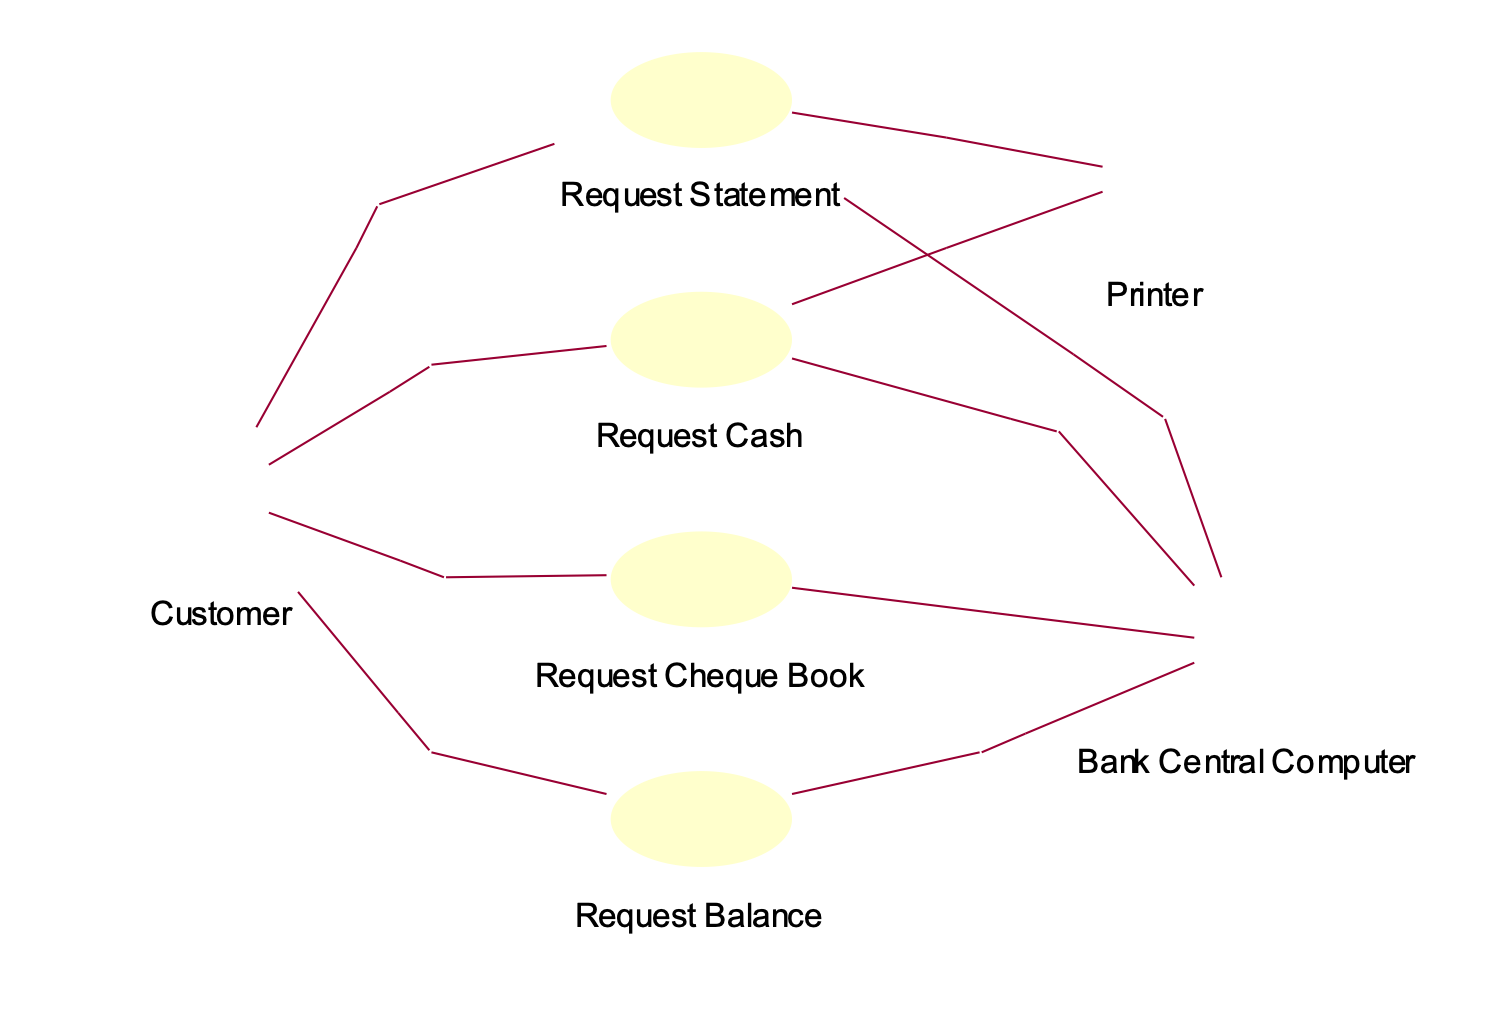 Request Statement
Printer
Request Cash
Customer
Request Cheque Book
Bank Central Computer
Request Balance